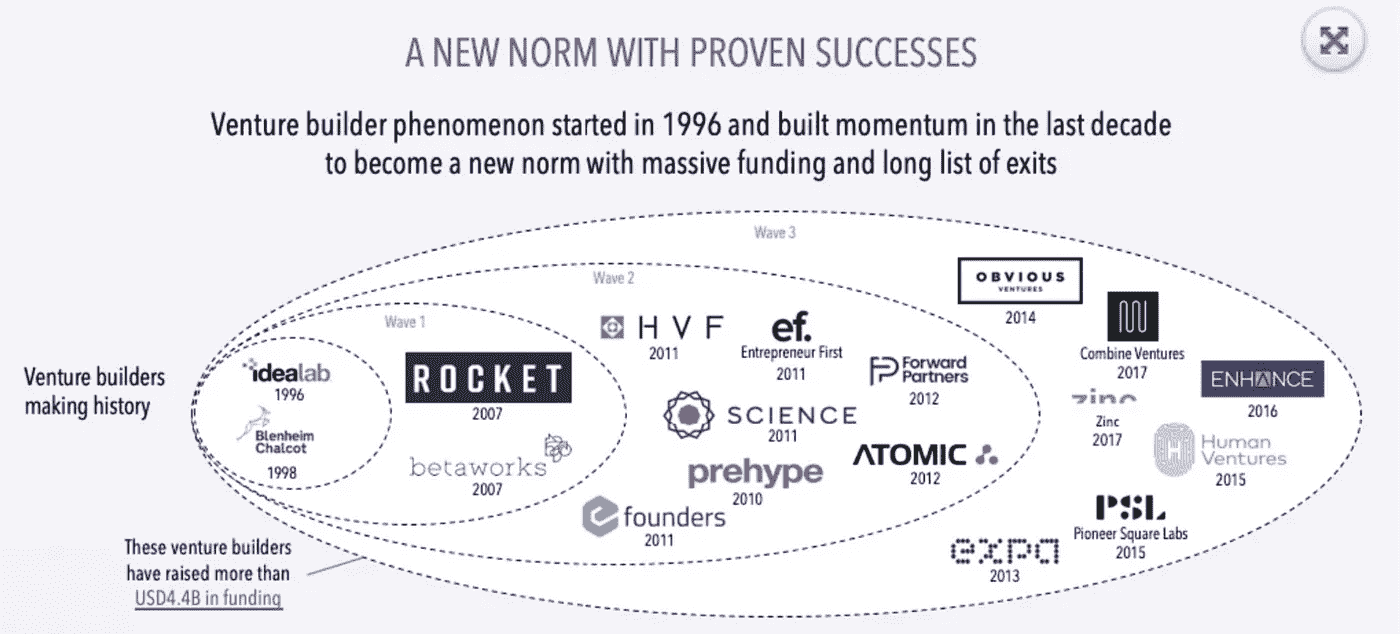 A NEW NORM WITH PROVEN SUCCESSES
Venture builder phenomenon started in 1996 and built momentum in the last decade
to become a new norm with massive funding and long list of exits
Wave 3
Wave 2
Wave 1
Venture builders
making history
idealab
1996
Blenheim
Chalcot
1998
ROCKET
2007
betaworks
2007
HVF
2011
ef.
Entrepreneur First
2011
Forward
Partners
2012
SCIENCE
2011
ATOMIC
2012
prehype
2010
founders
2011
OBVIOUS
VENTURES
2014
Combine Ventures
2017
ENHANCE
2016
zinc
Zinc
2017
Human
Ventures
2015
PSL
Pioneer Square Labs
2015
expa
2013
These venture builders
have raised more than
USD4.4B in funding